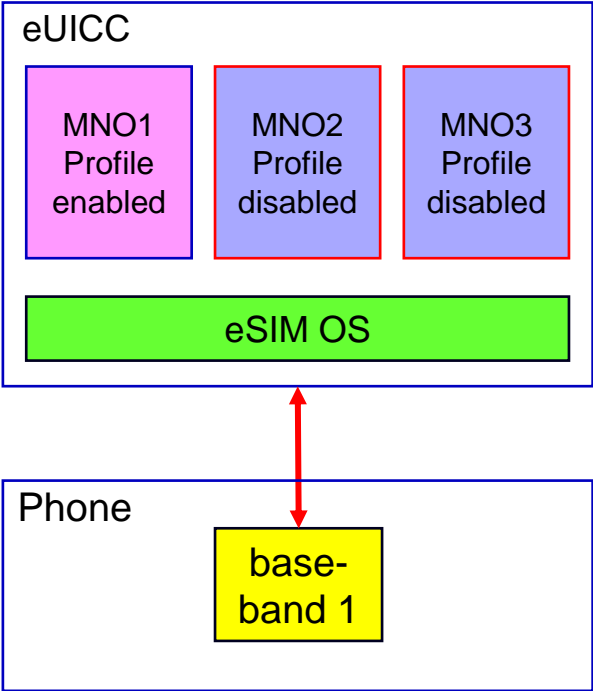 eUICC
MNO1
Profile
enabled
MNO2
Profile
disabled
MNO3
Profile
disabled
eSIM OS
Phone
base-
band 1